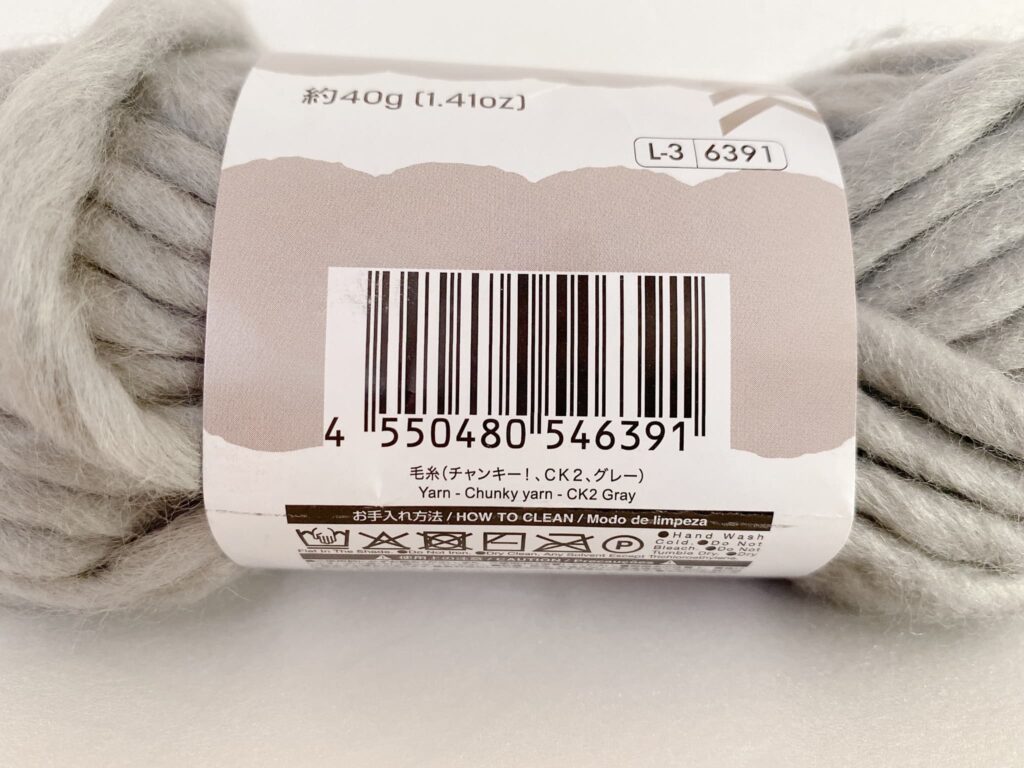 約40g (1.41oz)
L-3 6391
4 550480 546391
毛糸(チャンキー!、CK2、グレー)
Yarn - Chunky yarn - CK2 Gray
お手入れ方法 / HOW TO CLEAN / Modo de limpeza
P
●Hand Wash
Cold. ●Do Not
Bleach. ●Do Not
Tumble Dry. ●Dry
Flat In The Shade. ●Do Not Iron. ●Dry Clean, Any Solvent Except Trichloroethylene.
/ CAUTION / Precauções